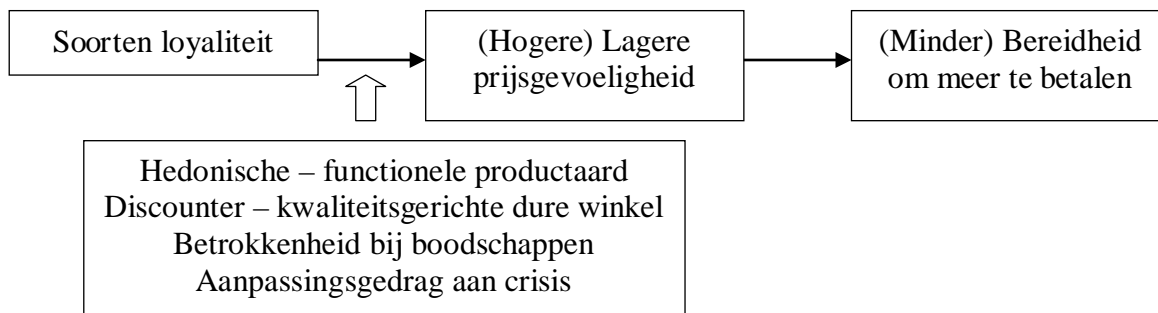 Soorten loyaliteit
(Hogere) Lagere
prijsgevoeligheid
(Minder) Bereidheid
om meer te betalen
Hedonische – functionele productaard
Discounter – kwaliteitsgerichte dure winkel
Betrokkenheid bij boodschappen
Aanpassingsgedrag aan crisis